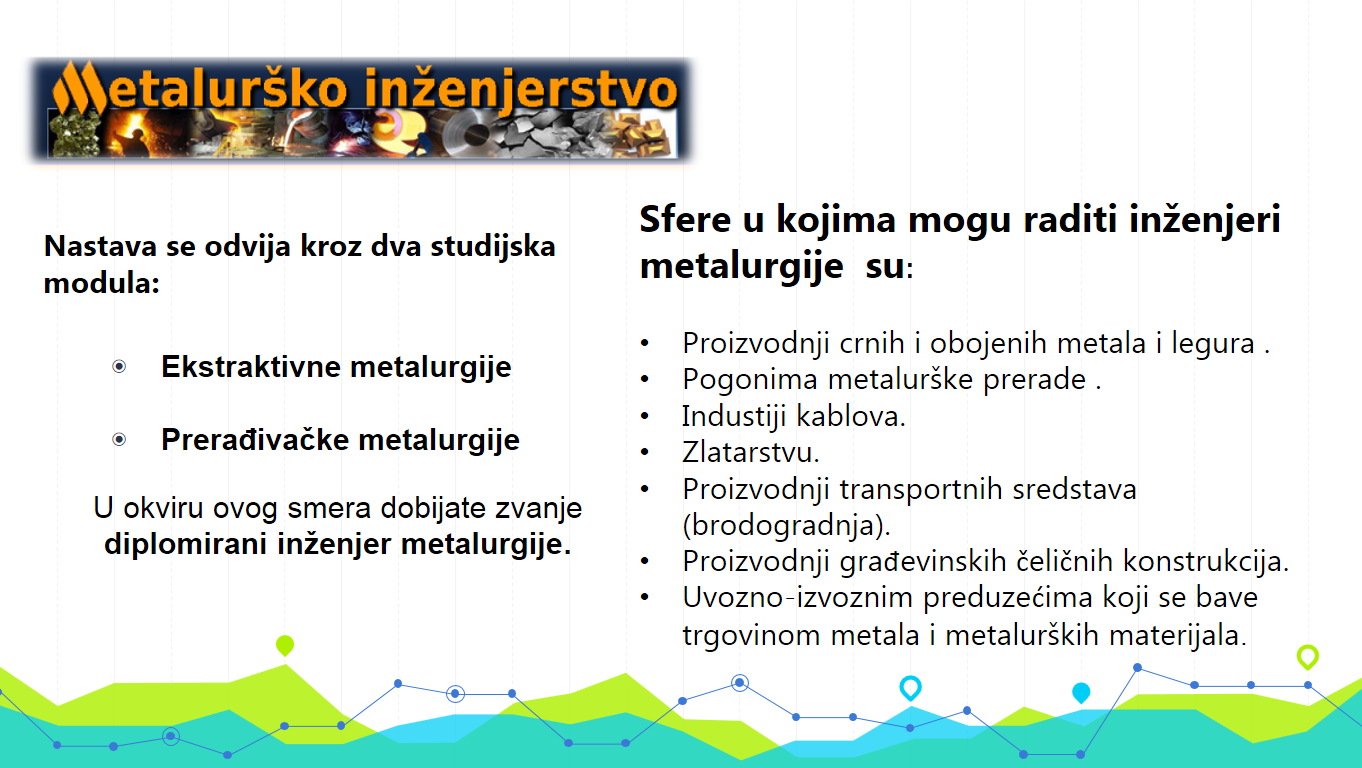 Metalurško inženjerstvo
Nastava se odvija kroz dva studijska
modula:
Ekstraktivne metalurgije
Prerađivačke metalurgije
U okviru ovog smera dobijate zvanje
diplomirani inženjer metalurgije.
Sfere u kojima mogu raditi inženjeri
metalurgije su:
• Proizvodnji crnih i obojenih metala i legura .
• Pogonima metalurške prerade .
• Industiji kablova.
• Zlatarstvu.
• Proizvodnji transportnih sredstava
(brodogradnja).
• Proizvodnji građevinskih čeličnih konstrukcija.
• Uvozno-izvoznim preduzećima koji se bave
trgovinom metala i metalurških materijala.